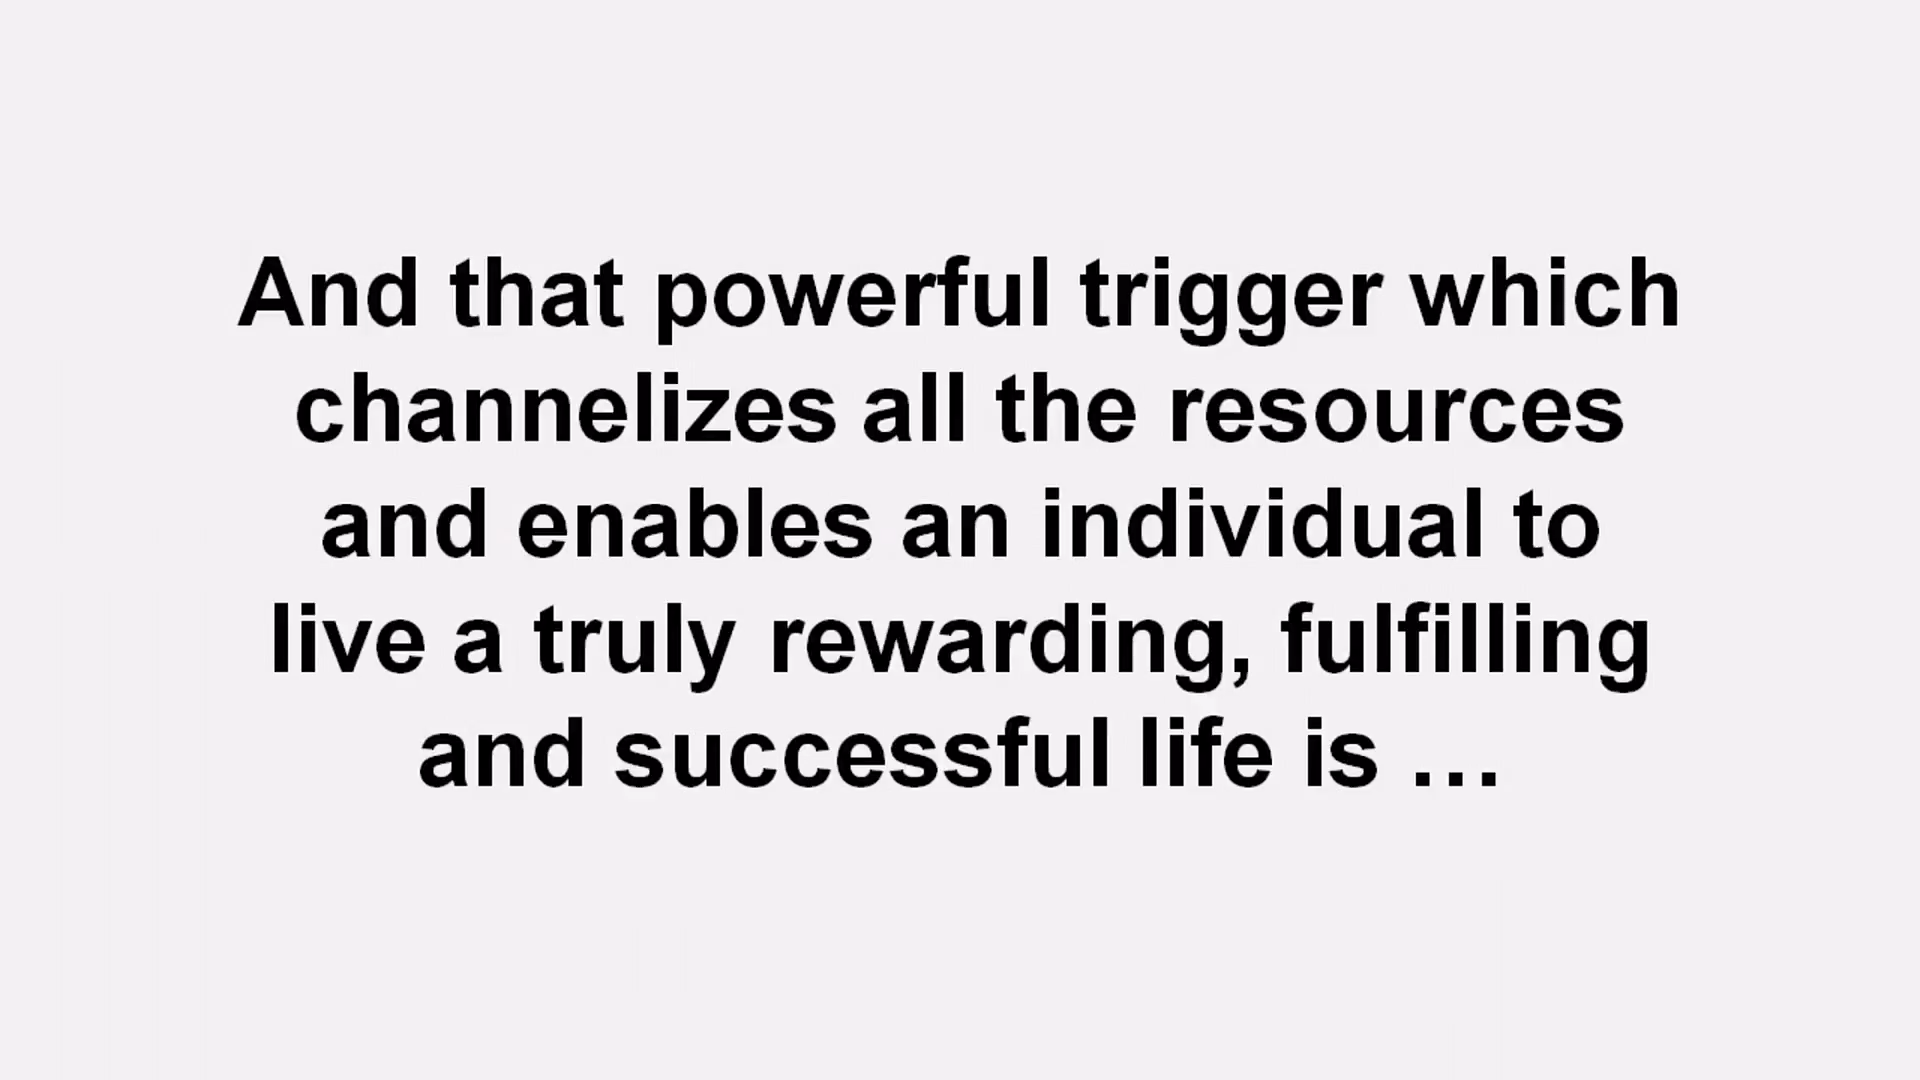 And that powerful trigger which
channelizes all the resources
and enables an individual to
live a truly rewarding, fulfilling
and successful life is …